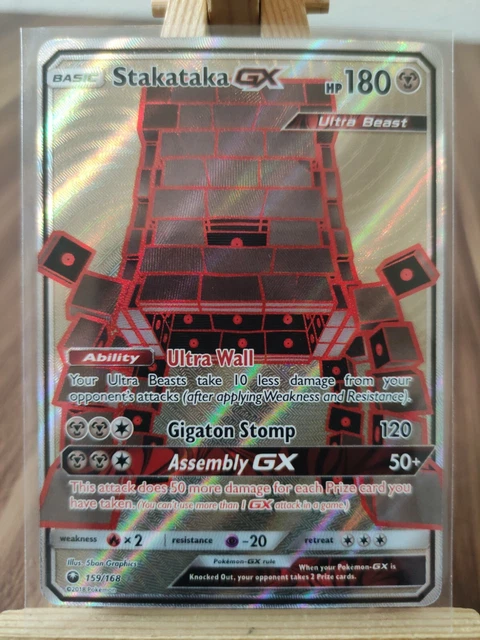 BASIC Stakataka GX HP 180
Ultra Beast
Ability Ultra Wall
Your Ultra Beasts take 10 less damage from your
opponent's attacks (after applying Weakness and Resistance).
Gigaton Stomp 120
Assembly GX 50+
This attack does 50 more damage for each Prize card you
have taken. (You can't use more than 1 GX attack in a game.)
weakness ×2 resistance -20 retreat
Illus. 5ban Graphics
Pokémon-GX rule
When your Pokémon-GX is
Knocked Out, your opponent takes 2 Prize cards.
159/168
©2018